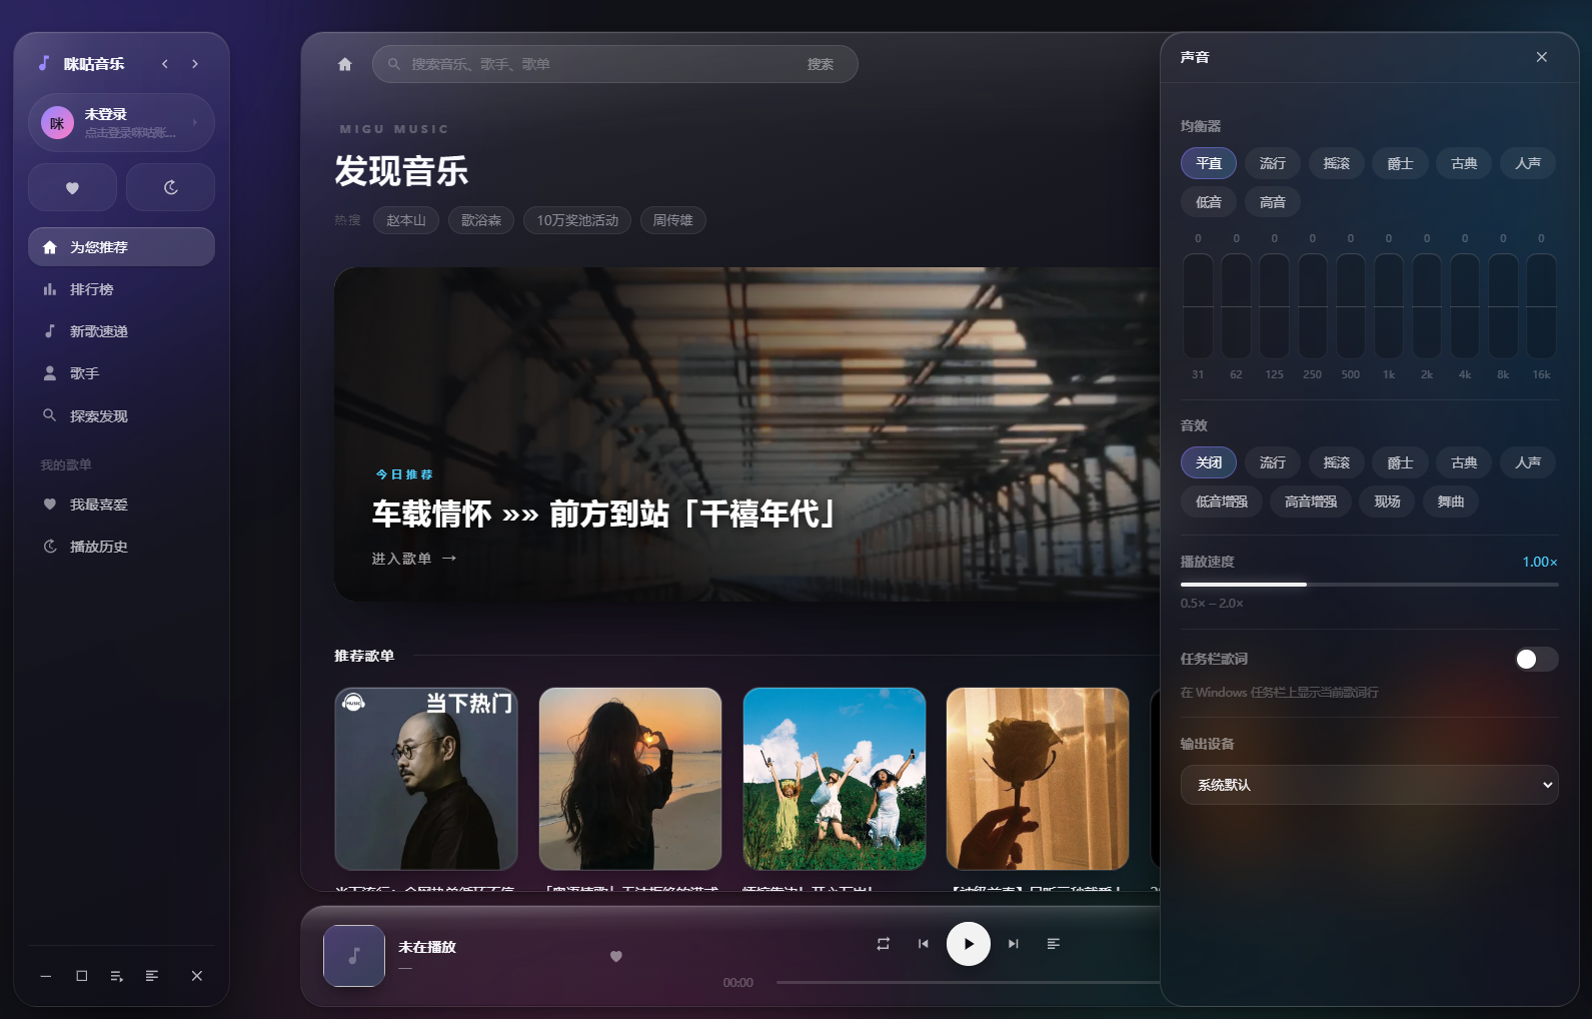 咪咕音乐
咪
未登录
点击登录咪咕账...
为您推荐
排行榜
新歌速递
歌手
探索发现
我的歌单
我最喜爱
播放历史
搜索音乐、歌手、歌单
搜索
MIGU MUSIC
发现音乐
热搜 赵本山 歌浴森 10万奖池活动 周传雄
今日推荐
车载情怀 »» 前方到站「千禧年代」
进入歌单 →
推荐歌单
MUSIC
当下热门
未在播放
—
00:00
声音
均衡器
平直 流行 摇滚 爵士 古典 人声
低音 高音
0 0 0 0 0 0 0 0 0 0
31 62 125 250 500 1k 2k 4k 8k 16k
音效
关闭 流行 摇滚 爵士 古典 人声
低音增强 高音增强 现场 舞曲
播放速度 1.00×
0.5× – 2.0×
任务栏歌词
在 Windows 任务栏上显示当前歌词行
输出设备
系统默认